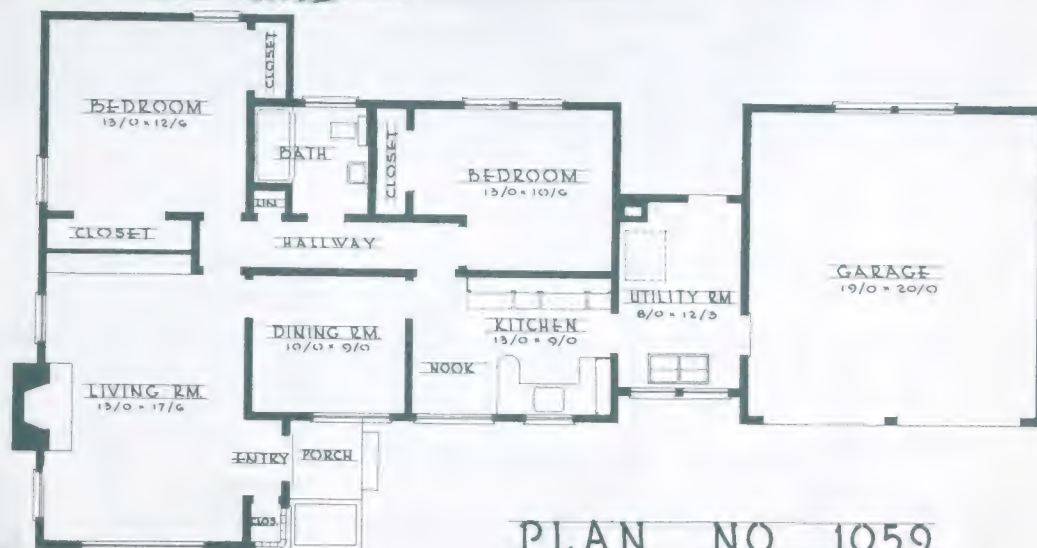 CLOSET
BEDROOM
13/0 × 12/6
BATH
CLOSET
BEDROOM
13/0 × 10/6
LIN
CLOSET
HALLWAY
GARAGE
19/0 × 20/0
UTILITY RM
8/0 × 12/3
DINING RM.
10/0 × 9/0
KITCHEN
13/0 × 9/0
NOOK
LIVING RM.
13/0 × 17/6
ENTRY
PORCH
CLOS.
PLAN NO 1059